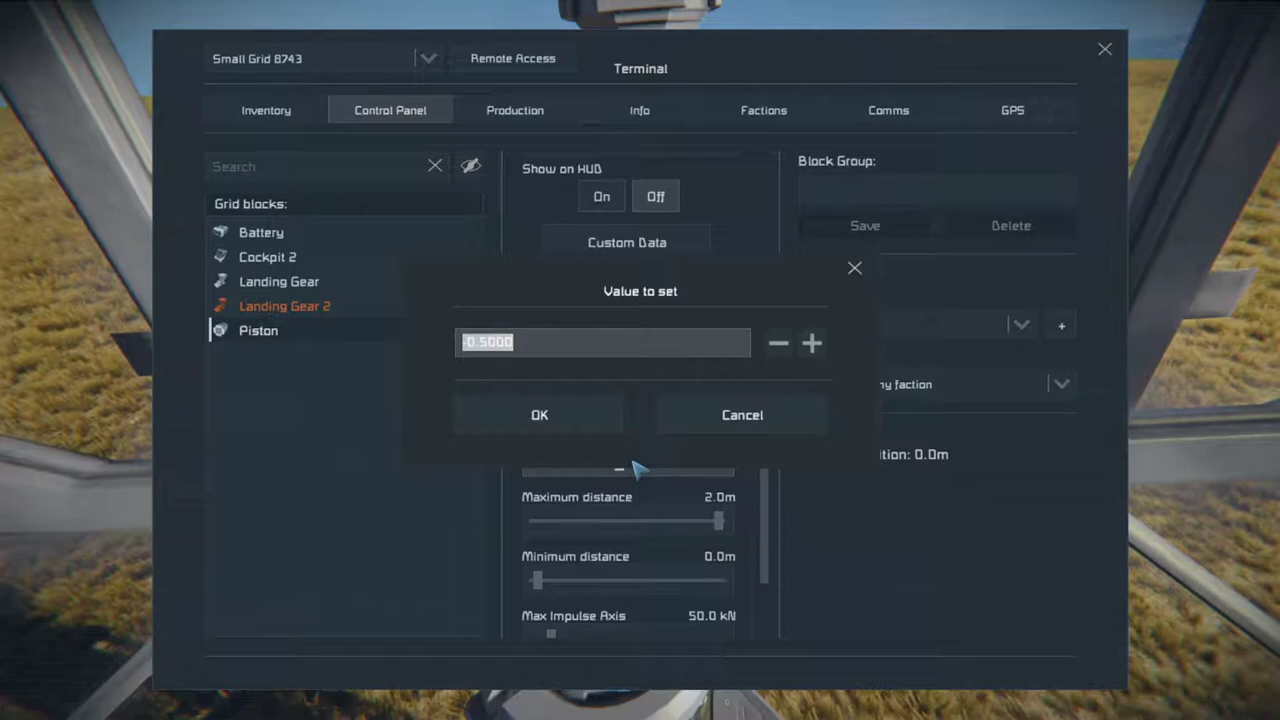 Small Grid 8743
Remote Access
Terminal
Inventory
Control Panel
Production
Info
Factions
Comms
GPS
Search
Grid blocks:
Battery
Cockpit 2
Landing Gear
Landing Gear 2
Piston
Show on HUD
On
Off
Custom Data
Block Group:
Save
Delete
Value to set
-0.5000
OK
Cancel
ny faction
ition: 0.0m
Maximum distance 2.0m
Minimum distance 0.0m
Max Impulse Axis 50.0 kN